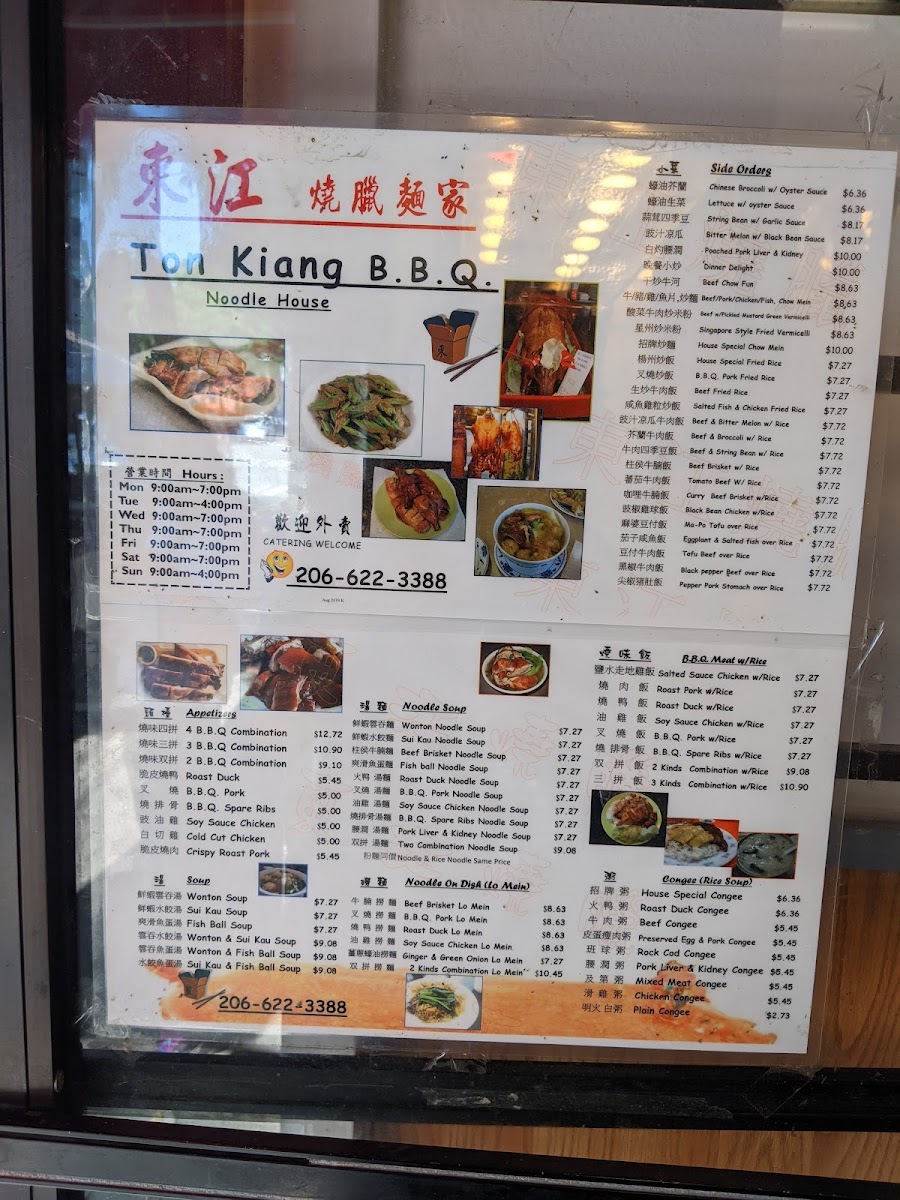 東江 燒臘麵家
Ton Kiang B.B.Q.
Noodle House
營業時間 Hours :
Mon 9:00am~7:00pm
Tue 9:00am~4:00pm
Wed 9:00am~7:00pm
Thu 9:00am~7:00pm
Fri 9:00am~7:00pm
Sat 9:00am~7:00pm
Sun 9:00am~4:00pm
歡迎外賣
CATERING WELCOME
206-622-3388
小菜 Side Orders
蠔油芥蘭 Chinese Broccoli w/ Oyster Sauce $6.36
蠔油生菜 Lettuce w/ oyster Sauce $6.36
蒜茸四季豆 String Bean w/ Garlic Sauce $8.17
豉汁凉瓜 Bitter Melon w/ Black Bean Sauce $8.17
白灼腰潤 Poached Pork Liver & Kidney $10.00
晚餐小炒 Dinner Delight $10.00
干炒牛河 Beef Chow Fun $8.63
牛/豬/雞/魚片,炒麵 Beef/Pork/Chicken/Fish, Chow Mein $8,63
酸菜牛肉炒米粉 Beef w/Pickled Mustard Green Vermicelli $8.63
星州炒米粉 Singapore Style Fried Vermicelli $8.63
招牌炒麵 House Special Chow Mein $10.00
楊州炒飯 House Special Fried Rice $7.27
叉燒炒飯 B.B.Q. Pork Fried Rice $7.27
生炒牛肉飯 Beef Fried Rice $7.27
咸魚雞粒炒飯 Salted Fish & Chicken Fried Rice $7.27
豉汁凉瓜牛肉飯 Beef & Bitter Melon w/ Rice $7.72
芥蘭牛肉飯 Beef & Broccoli w/ Rice $7.72
牛肉四季豆飯 Beef & String Bean w/ Rice $7.72
柱侯牛腩飯 Beef Brisket w/ Rice $7.72
蕃茄牛肉飯 Tomato Beef W/ Rice $7.72
咖哩牛腩飯 Curry Beef Brisket w/Rice $7.72
豉椒雞球飯 Black Bean Chicken w/Rice $7.72
麻婆豆付飯 Ma-Po Tofu over Rice $7.72
茄子咸魚飯 Eggplant & Salted fish over Rice $7.72
豆付牛肉飯 Tofu Beef over Rice $7.72
黑椒牛肉飯 Black pepper Beef over Rice $7.72
尖椒豬肚飯 Pepper Pork Stomach over Rice $7.72
頭檯 Appetizers
燒味四拼 4 B.B.Q Combination $12.72
燒味三拼 3 B.B.Q Combination $10.90
燒味双拼 2 B.B.Q Combination $9.10
脆皮燒鴨 Roast Duck $5.45
叉燒 B.B.Q. Pork $5.00
燒排骨 B.B.Q. Spare Ribs $5.00
豉油雞 Soy Sauce Chicken $5.00
白切雞 Cold Cut Chicken $5.00
脆皮燒肉 Crispy Roast Pork $5.45
湯 Soup
鮮蝦雲吞湯 Wonton Soup $7.27
鮮蝦水餃湯 Sui Kau Soup $7.27
爽滑魚蛋湯 Fish Ball Soup $7.27
雲吞水餃湯 Wonton & Sui Kau Soup $9.08
雲吞魚蛋湯 Wonton & Fish Ball Soup $9.08
水餃魚蛋湯 Sui Kau & Fish Ball Soup $9.08
206-622-3388
湯麵 Noodle Soup
鮮蝦雲吞麵 Wonton Noodle Soup $7.27
鮮蝦水餃麵 Sui Kau Noodle Soup $7.27
柱侯牛腩麵 Beef Brisket Noodle Soup $7.27
爽滑魚蛋麵 Fish ball Noodle Soup $7.27
火鴨湯麵 Roast Duck Noodle Soup $7.27
叉燒湯麵 B.B.Q. Pork Noodle Soup $7.27
油雞湯麵 Soy Sauce Chicken Noodle Soup $7.27
燒排骨湯麵 B.B.Q. Spare Ribs Noodle Soup $7.27
腰潤湯麵 Pork Liver & Kidney Noodle Soup $7.27
双拼湯麵 Two Combination Noodle Soup $9.08
粉麵同價 Noodle & Rice Noodle Same Price
撈麵 Noodle On Dish (Lo Mein)
牛腩撈麵 Beef Brisket Lo Mein $8.63
叉燒撈麵 B.B.Q. Pork Lo Mein $8.63
燒鴨撈麵 Roast Duck Lo Mein $8.63
油雞撈麵 Soy Sauce Chicken Lo Mein $8.63
薑蔥蠔油撈麵 Ginger & Green Onion Lo Mein $7.27
双拼撈麵 2 Kinds Combination Lo Mein $10.45
燒味飯 B.B.Q. Meat w/Rice
鹽水走地雞飯 Salted Sauce Chicken w/Rice $7.27
燒肉飯 Roast Pork w/Rice $7.27
燒鴨飯 Roast Duck w/Rice $7.27
油雞飯 Soy Sauce Chicken w/Rice $7.27
叉燒飯 B.B.Q. Pork w/Rice $7.27
燒排骨飯 B.B.Q. Spare Ribs w/Rice $7.27
双拼飯 2 Kinds Combination w/Rice $9.08
三拼飯 3 Kinds Combination w/Rice $10.90
粥 Congee (Rice Soup)
招牌粥 House Special Congee $6.36
火鴨粥 Roast Duck Congee $6.36
牛肉粥 Beef Congee $5.45
皮蛋瘦肉粥 Preserved Egg & Pork Congee $5.45
班球粥 Rock Cod Congee $5.45
腰潤粥 Pork Liver & Kidney Congee $5.45
及第粥 Mixed Meat Congee $5.45
滑雞粥 Chicken Congee $5.45
明火白粥 Plain Congee $2.73